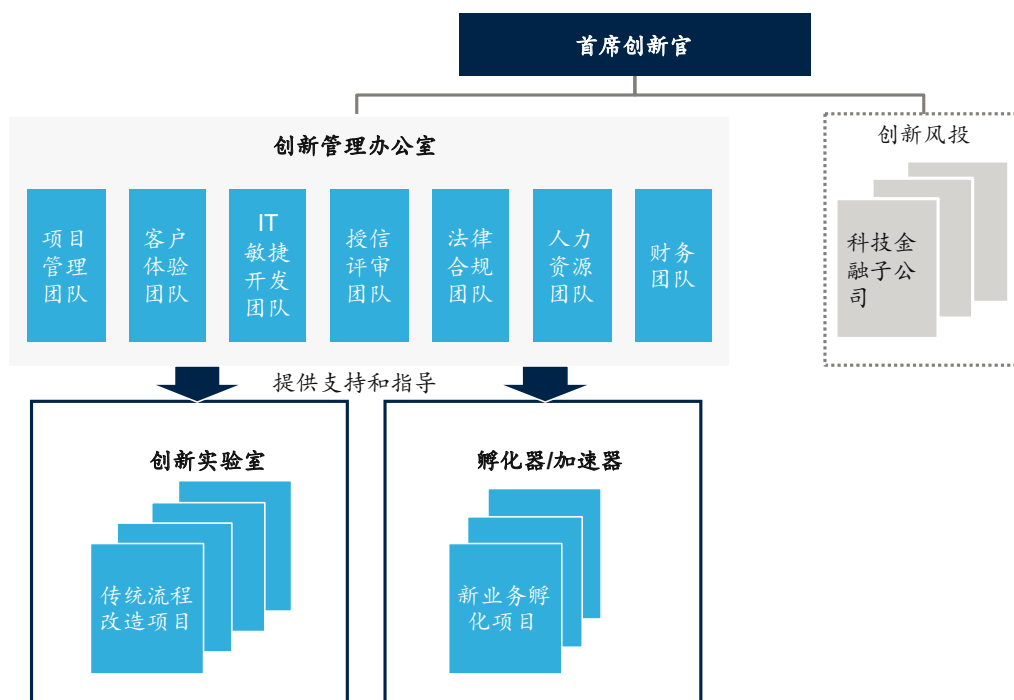 首席创新官
创新管理办公室
项目
管理
团队
客户
体验
团队
IT
敏捷
开发
团队
授信
评审
团队
法律
合规
团队
人力
资源
团队
财务
团队
创新风投
科技金
融子公
司
提供支持和指导
创新实验室
传统流程
改造项目
孵化器/加速器
新业务孵
化项目